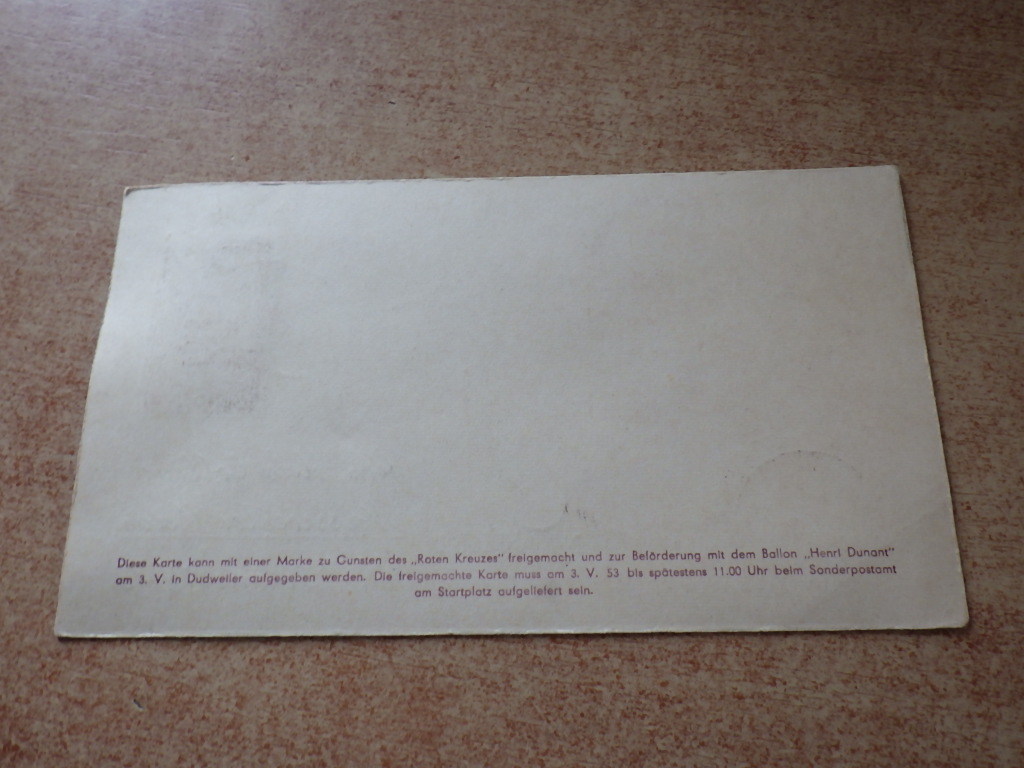 Diese Karte kann mit einer Marke zu Gunsten des „Roten Kreuzes" freigemacht und zur Beförderung mit dem Ballon „Henri Dunant"
am 3. V. in Dudweiler aufgegeben werden. Die freigemachte Karte muss am 3. V. 53 bis spätestens 11.00 Uhr beim Sonderpostamt
am Startplatz aufgeliefert sein.